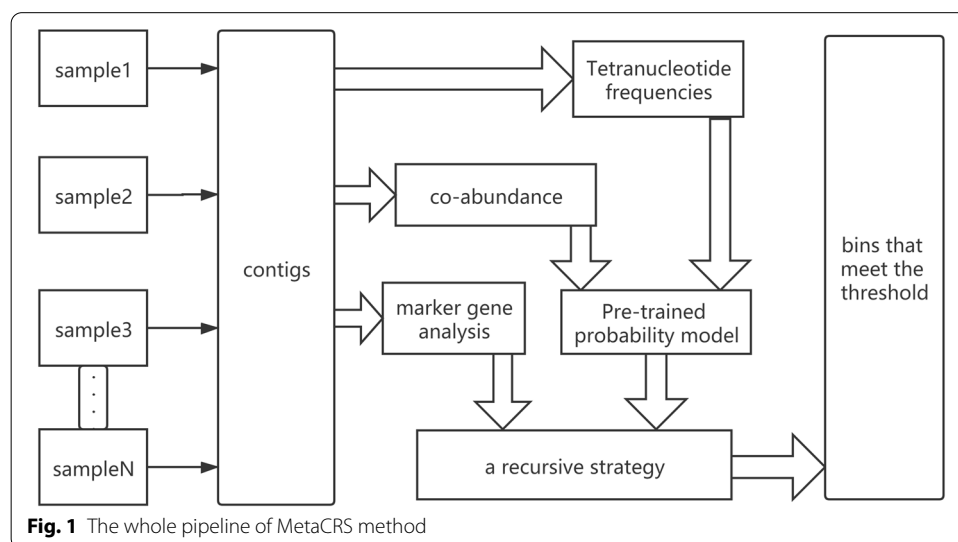 sample1
sample2
sample3
.
.
.
sampleN
contigs
Tetranucleotide
frequencies
co-abundance
marker gene
analysis
Pre-trained
probability model
a recursive strategy
bins that
meet the
threshold
Fig. 1 The whole pipeline of MetaCRS method